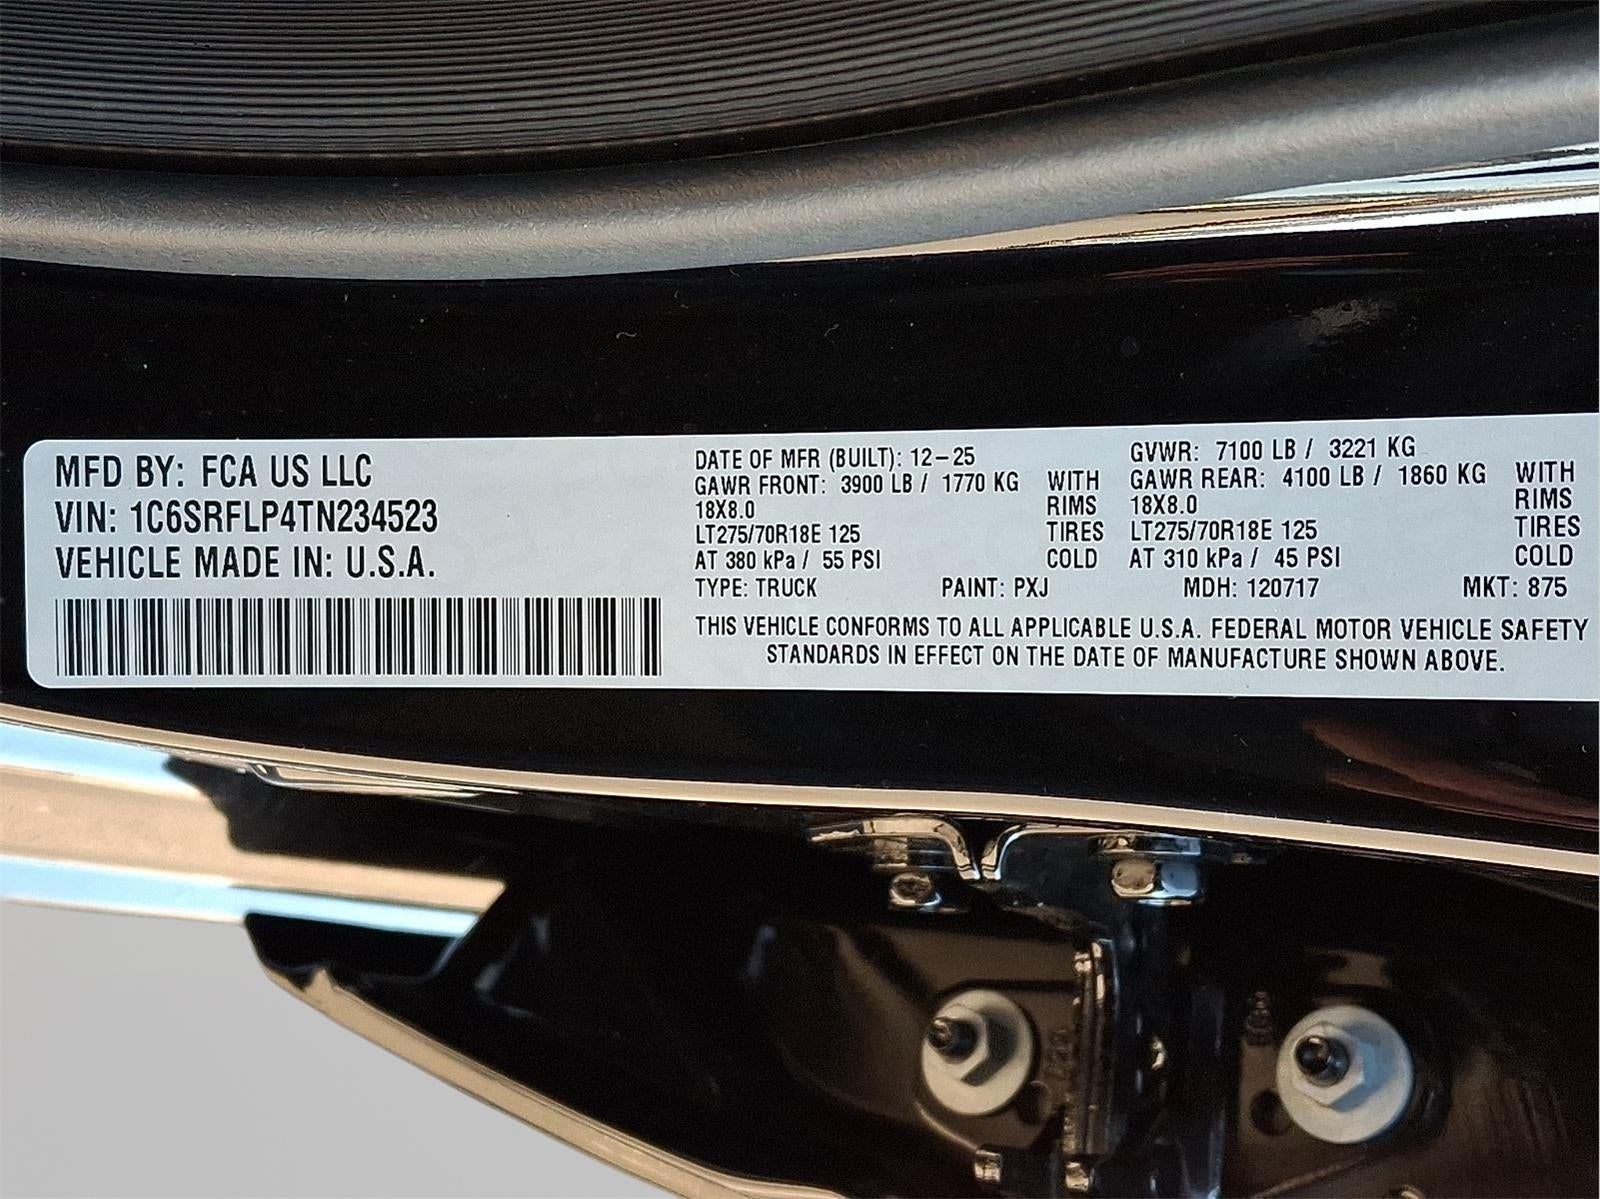 MFD BY: FCA US LLC
VIN: 1C6SRFLP4TN234523
VEHICLE MADE IN: U.S.A.
DATE OF MFR (BUILT): 12-25 GVWR: 7100 LB / 3221 KG
GAWR FRONT: 3900 LB / 1770 KG WITH GAWR REAR: 4100 LB / 1860 KG WITH
18X8.0 RIMS 18X8.0 RIMS
LT275/70R18E 125 TIRES LT275/70R18E 125 TIRES
AT 380 kPa / 55 PSI COLD AT 310 kPa / 45 PSI COLD
TYPE: TRUCK PAINT: PXJ MDH: 120717 MKT: 875
THIS VEHICLE CONFORMS TO ALL APPLICABLE U.S.A. FEDERAL MOTOR VEHICLE SAFETY
STANDARDS IN EFFECT ON THE DATE OF MANUFACTURE SHOWN ABOVE.